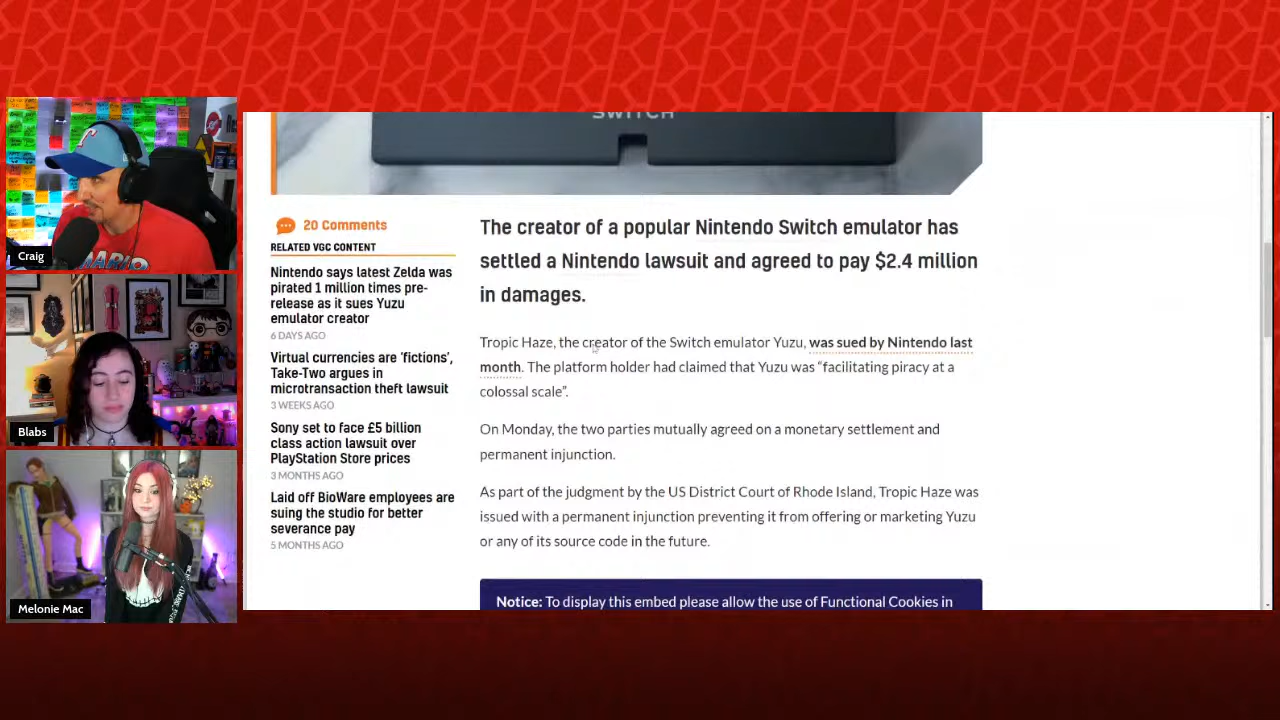 SWITCH
20 Comments
RELATED VGC CONTENT
Nintendo says latest Zelda was
pirated 1 million times pre-
release as it sues Yuzu
emulator creator
6 DAYS AGO
Virtual currencies are 'fictions',
Take-Two argues in
microtransaction theft lawsuit
3 WEEKS AGO
Sony set to face £5 billion
class action lawsuit over
PlayStation Store prices
3 MONTHS AGO
Laid off BioWare employees are
suing the studio for better
severance pay
5 MONTHS AGO
The creator of a popular Nintendo Switch emulator has
settled a Nintendo lawsuit and agreed to pay $2.4 million
in damages.
Tropic Haze, the creator of the Switch emulator Yuzu, was sued by Nintendo last
month. The platform holder had claimed that Yuzu was “facilitating piracy at a
colossal scale”.
On Monday, the two parties mutually agreed on a monetary settlement and
permanent injunction.
As part of the judgment by the US District Court of Rhode Island, Tropic Haze was
issued with a permanent injunction preventing it from offering or marketing Yuzu
or any of its source code in the future.
Notice: To display this embed please allow the use of Functional Cookies in
Craig
MARIO
Blabs
Melonie Mac